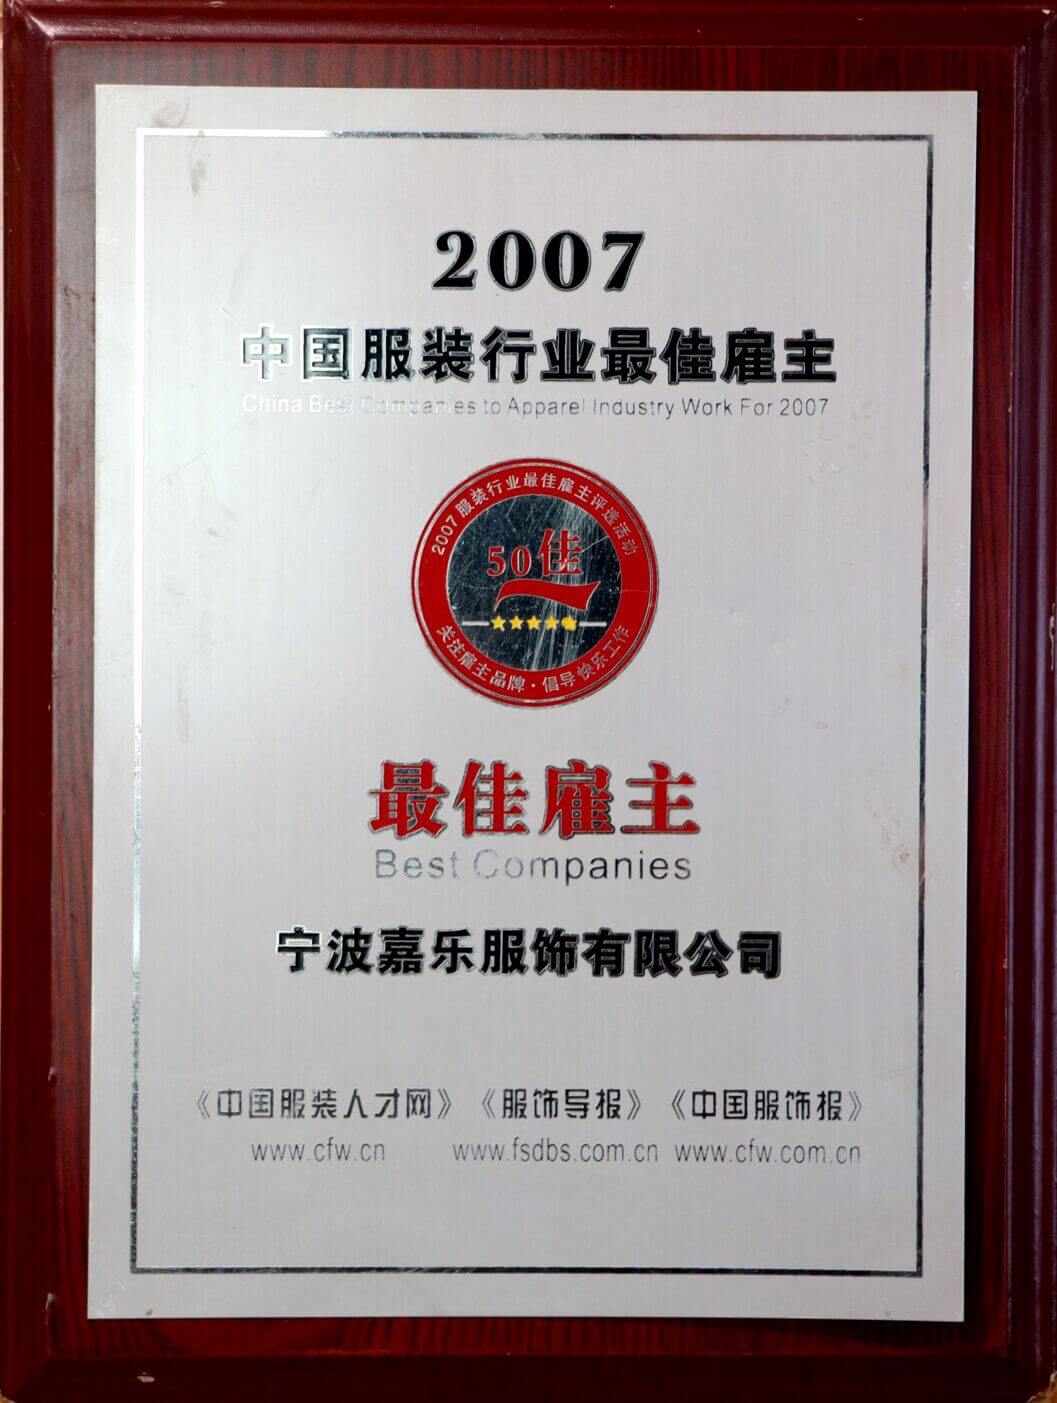 2007
中国服装行业最佳雇主
China Best Companies to Apparel Industry Work For 2007
2007服装行业最佳雇主评选活动
50佳
关注雇主品牌·倡导快乐工作
最佳雇主
Best Companies
宁波嘉乐服饰有限公司
《中国服装人才网》 《服饰导报》 《中国服饰报》
www.cfw.cn www.fsdbs.com.cn www.cfw.com.cn